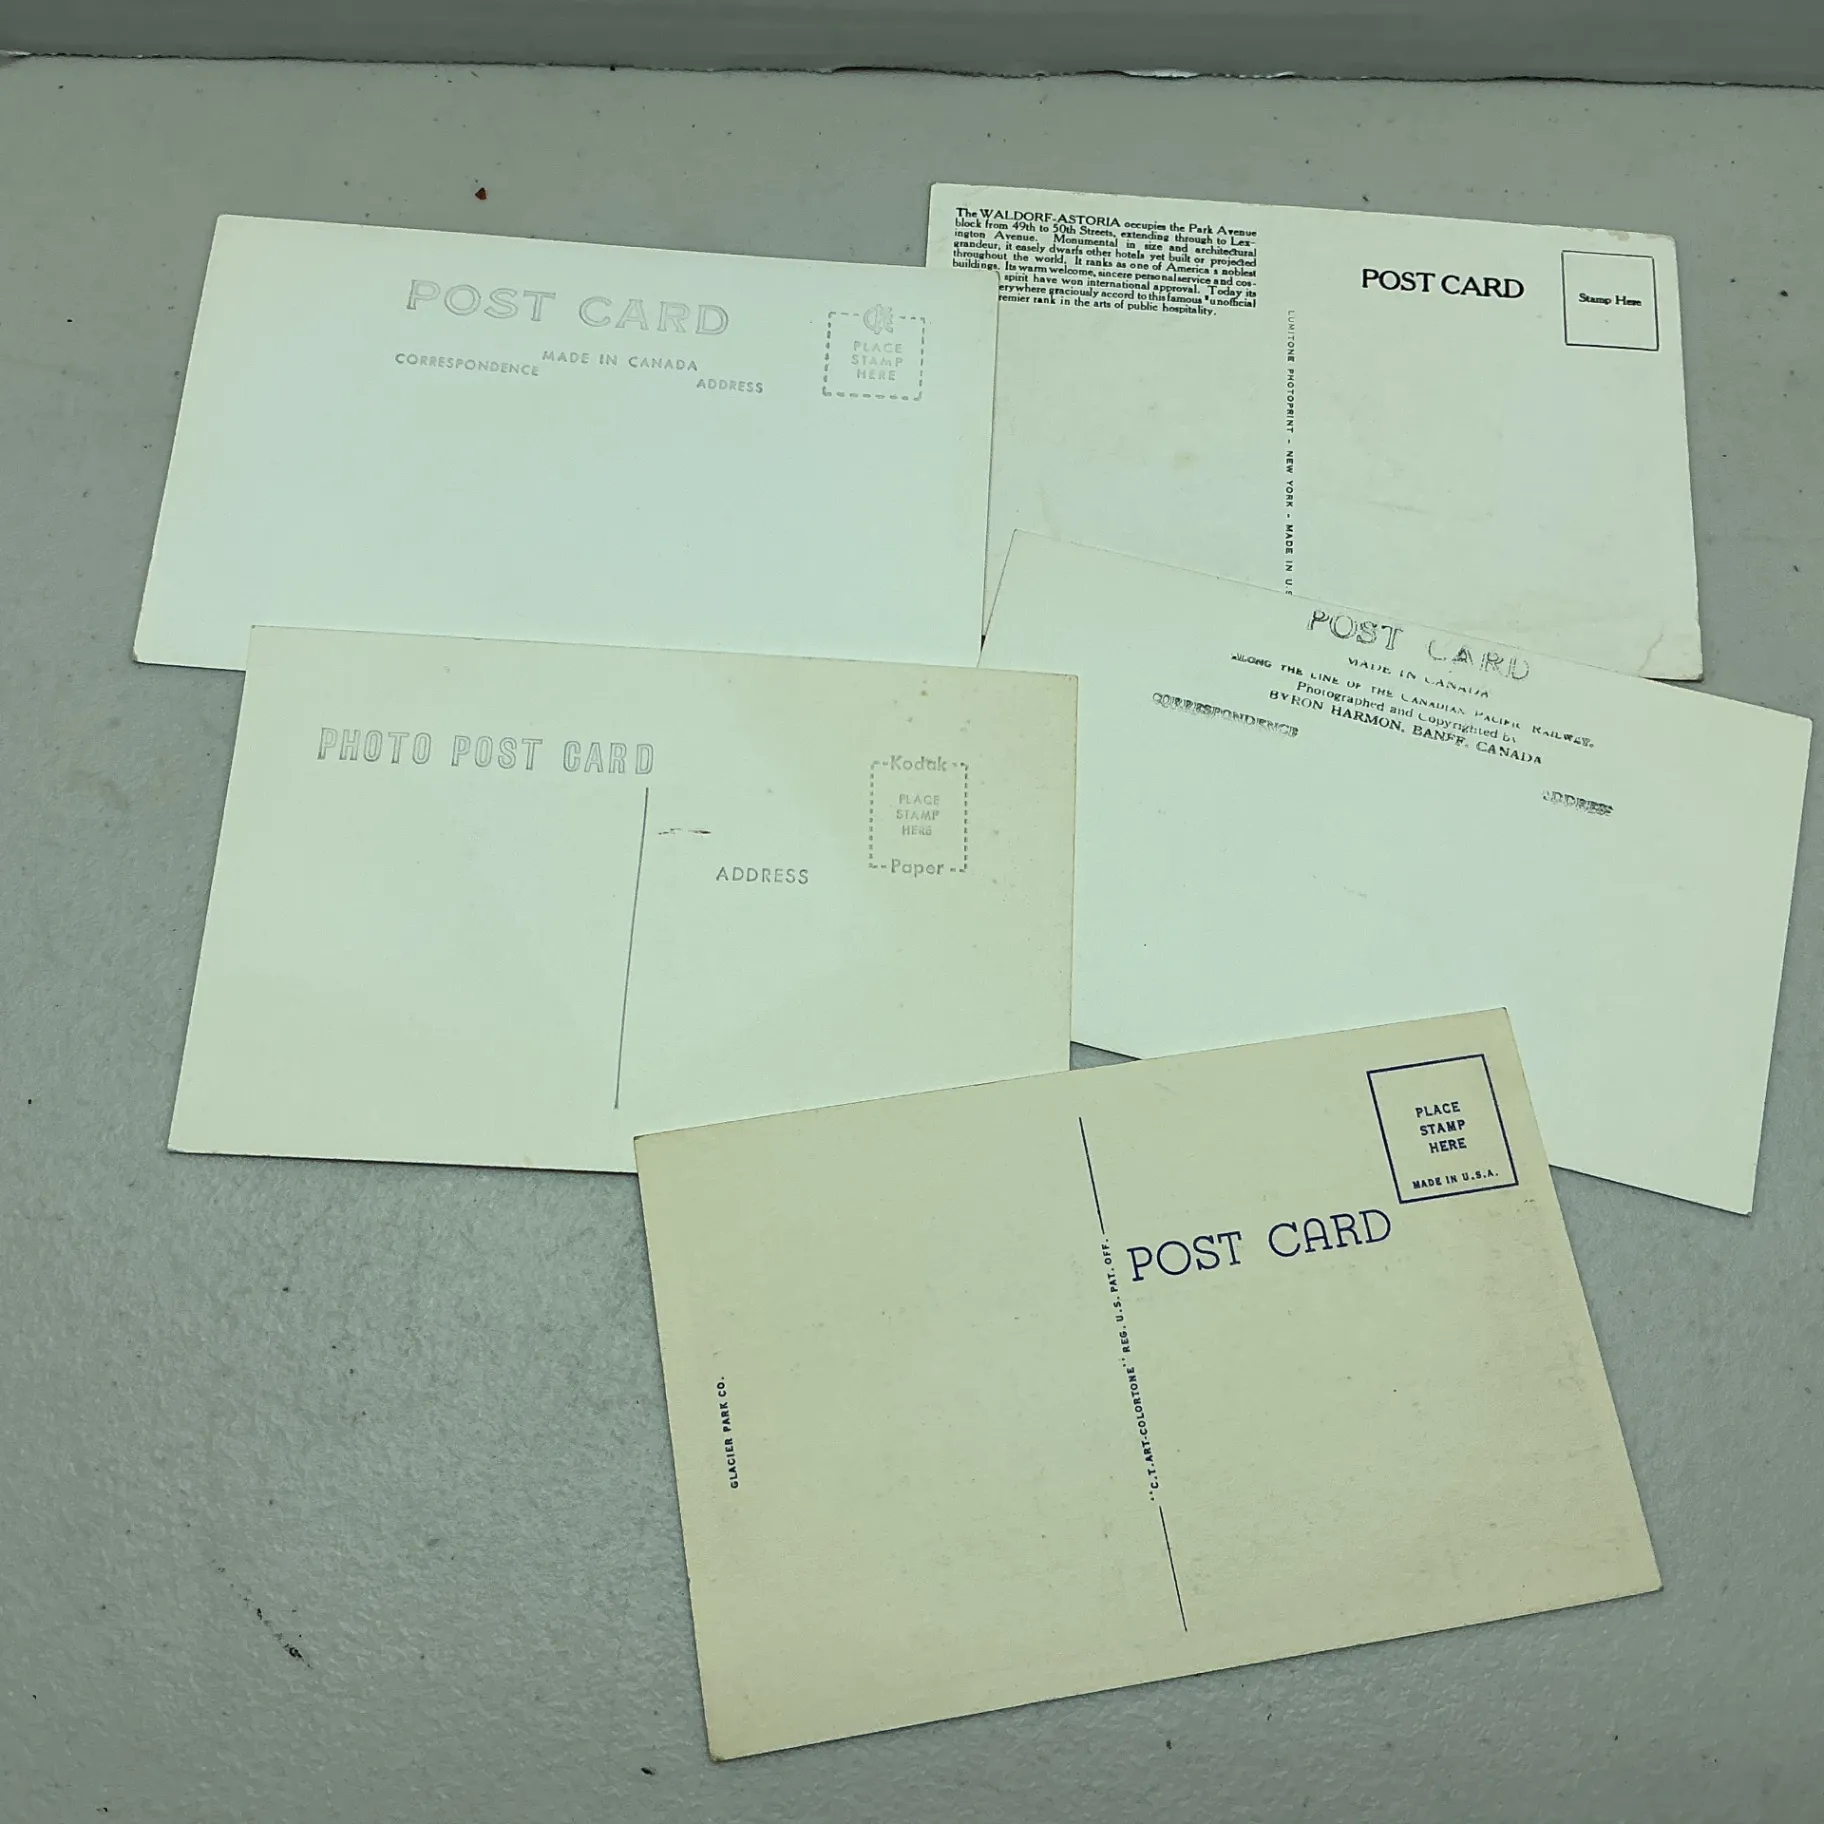 POST CARD
MADE IN CANADA
CORRESPONDENCE
ADDRESS
PLACE
STAMP
HERE
The WALDORF-ASTORIA occupies the Park Avenue
block from 49th to 50th Streets, extending through to Lex-
ington Avenue. Monumental in size and architectural
grandeur, it easely dwarfs other hotels yet built or projected
throughout the world. It ranks as one of America s noblest
buildings. Its warm welcome, sincere personal service and cos-
spirit have won international approval. Today its
erywhere graciously accord to this famous "unofficial
remier rank in the arts of public hospitality.
POST CARD
Stamp Here
LUMITONE PHOTOPRINT - NEW YORK - MADE IN U.S
PHOTO POST CARD
ADDRESS
Kodak
PLACE
STAMP
HERE
Paper
POST CARD
MADE IN CANADA
ALONG THE LINE OF THE CANADIAN PACIFIC RAILWAY.
Photographed and Copyrighted by
BYRON HARMON, BANFF, CANADA
CORRESPONDENCE
ADDRESS
PLACE
STAMP
HERE
MADE IN U.S.A.
POST CARD
"C.T.ART-COLORTONE" REG. U.S. PAT. OFF.
GLACIER PARK CO.